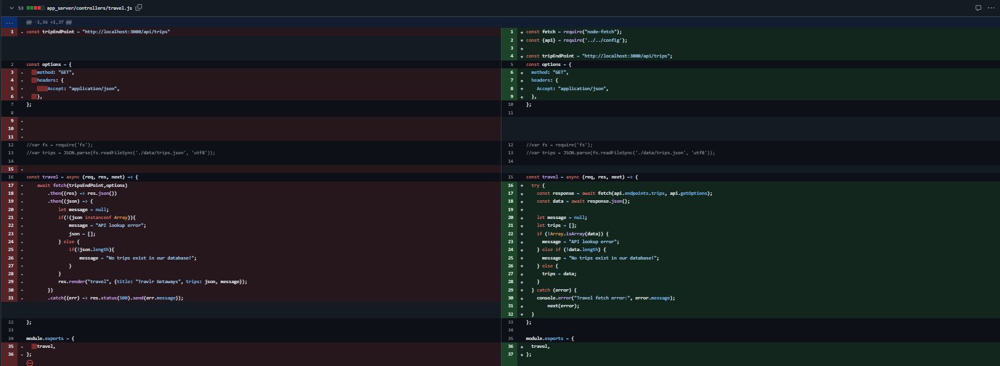 53 app_server/controllers/travel.js
... @@ -1,36 +1,37 @@
1 - const tripEndPoint = "http://localhost:3000/api/trips"
2 const options = {
3 - method: "GET",
4 - headers: {
5 - Accept: "application/json",
6 - },
7 };
8
9 -
10 -
11 -
12 //var fs = require('fs');
13 //var trips = JSON.parse(fs.readFileSync('./data/trips.json', 'utf8'));
14
15 -
16 const travel = async (req, res, next) => {
17 - await fetch(tripsEndPoint,options)
18 - .then((res) => res.json())
19 - .then((json) => {
20 - let message = null;
21 - if(!(json instanceof Array)){
22 - message = "API lookup error";
23 - json = [];
24 - } else {
25 - if(!json.length){
26 - message = "No trips exist in our database!";
27 - }
28 - }
29 - res.render("travel", {title: "Travlr Getaways", trips: json, message});
30 - })
31 - .catch((err) => res.status(500).send(err.message));
32 };
33
34 module.exports = {
35 - travel,
36 - };
1 + const fetch = require("node-fetch");
2 + const {api} = require('../../config');
3 +
4 + const tripEndPoint = "http://localhost:3000/api/trips";
5 const options = {
6 + method: "GET",
7 + headers: {
8 + Accept: "application/json",
9 + },
10 };
11
12 //var fs = require('fs');
13 //var trips = JSON.parse(fs.readFileSync('./data/trips.json', 'utf8'));
14
15 const travel = async (req, res, next) => {
16 + try {
17 + const response = await fetch(api.endpoints.trips, api.getOptions);
18 + const data = await response.json();
19 +
20 + let message = null;
21 + let trips = [];
22 + if (!Array.isArray(data)) {
23 + message = "API lookup error";
24 + } else if (!data.length) {
25 + message = "No trips exist in our database!";
26 + } else {
27 + trips = data;
28 + }
29 + } catch (error) {
30 + console.error("Travel fetch error:", error.message);
31 + next(error);
32 + }
33 };
34
35 module.exports = {
36 + travel,
37 + };